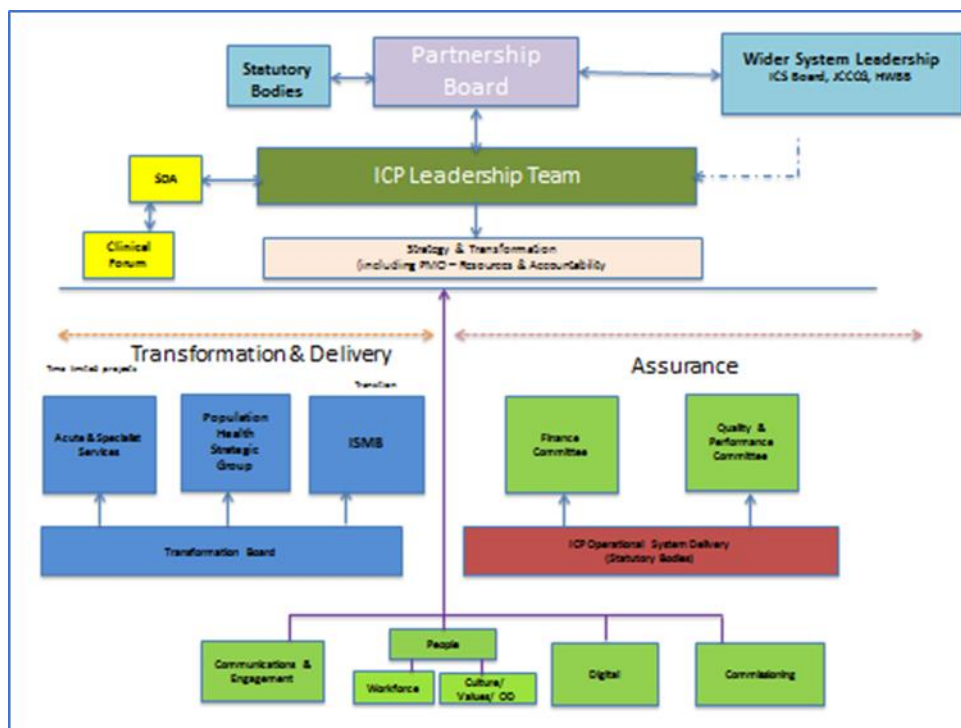 Statutory
Bodies
Partnership
Board
Wider System Leadership
ICS Board, JCCCG, HWBB
SOA
ICP Leadership Team
Clinical
Forum
Strategy & Transformation
(including PMO – Resources & Accountability
Transformation & Delivery
Assurance
Time limited projects
Transition
Acute & Specialist
Services
Population
Health
Strategic
Group
ISMB
Finance
Committee
Quality &
Performance
Committee
Transformation Board
ICP Operational System Delivery
(Statutory Bodies)
Communications &
Engagement
People
Workforce
Culture/
Values/ OD
Digital
Commissioning